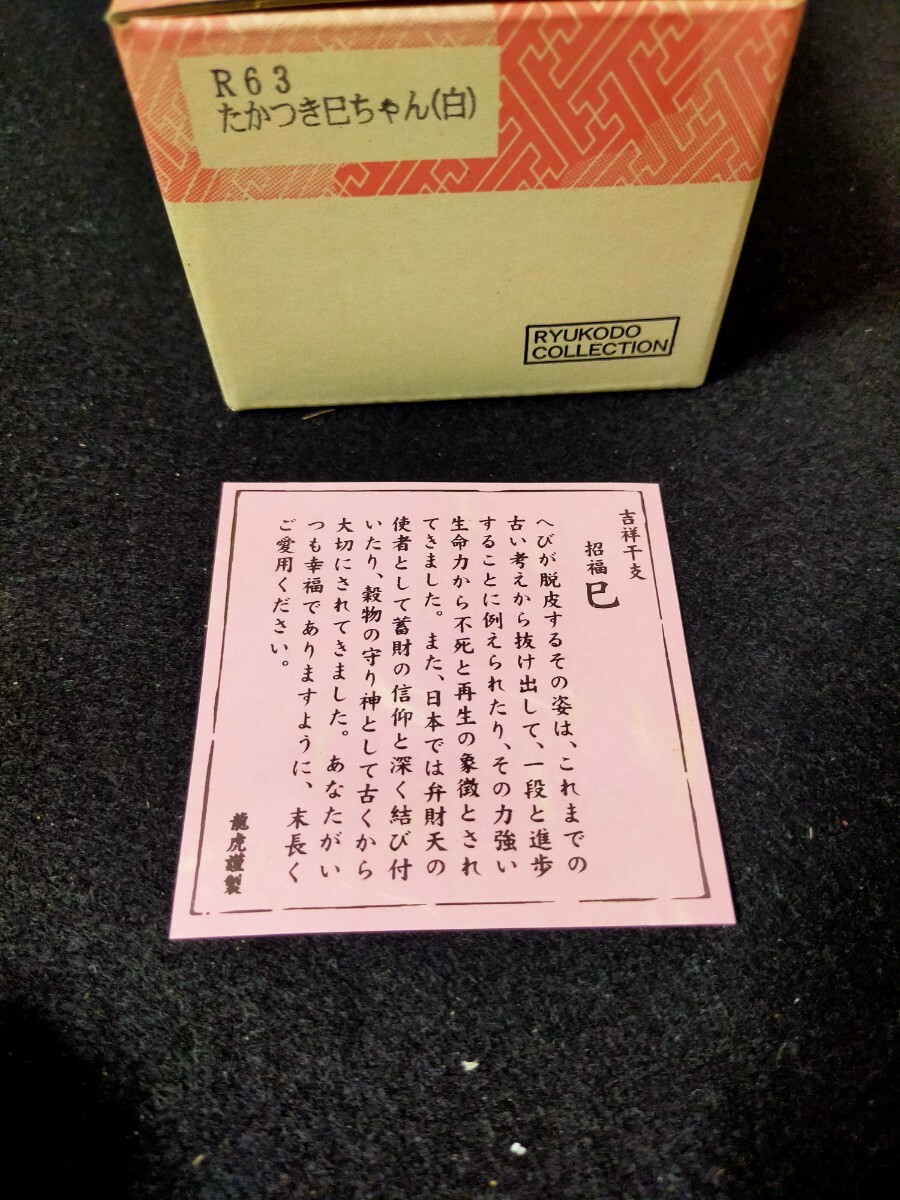 R63
たかつき巳ちゃん(白)
RYUKODO
COLLECTION
吉祥干支
招福巳
へびが脱皮するその姿は、これまでの
古い考えから抜け出して、一段と進歩
することに例えられたり、その力強い
生命力から不死と再生の象徴とされ
てきました。また、日本では弁財天の
使者として蓄財の信仰と深く結び付
いたり、穀物の守り神として古くから
大切にされてきました。あなたがい
つも幸福でありますように、末長く
ご愛用ください。
龍虎謹製